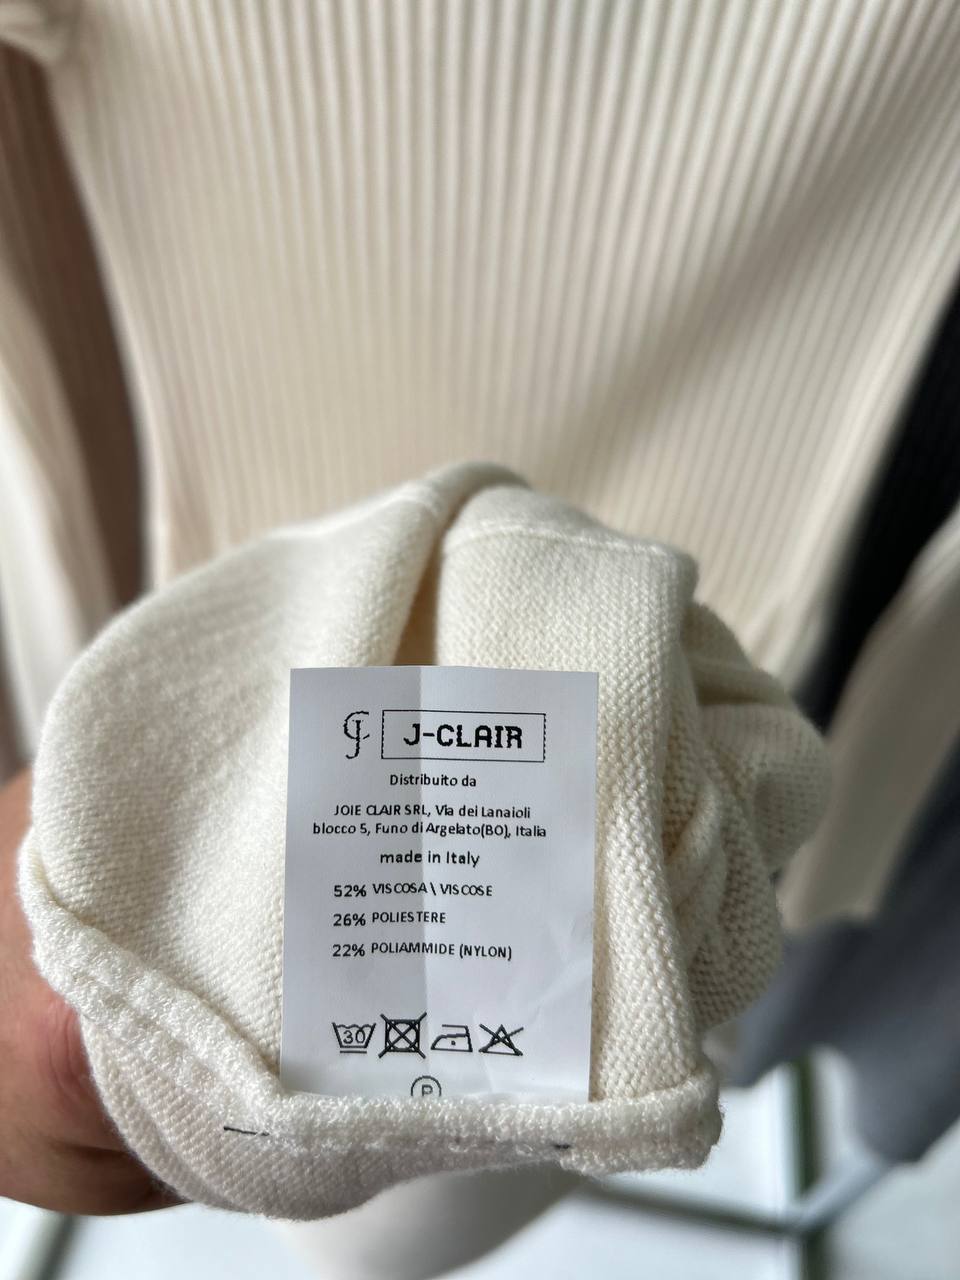 J-CLAIR
Distribuito da
JOIE CLAIR SRL, Via dei Lanaioli
blocco 5, Funo di Argelato(BO), Italia
made in Italy
52% VISCOSA \ VISCOSE
26% POLIESTERE
22% POLIAMMIDE (NYLON)
30
P